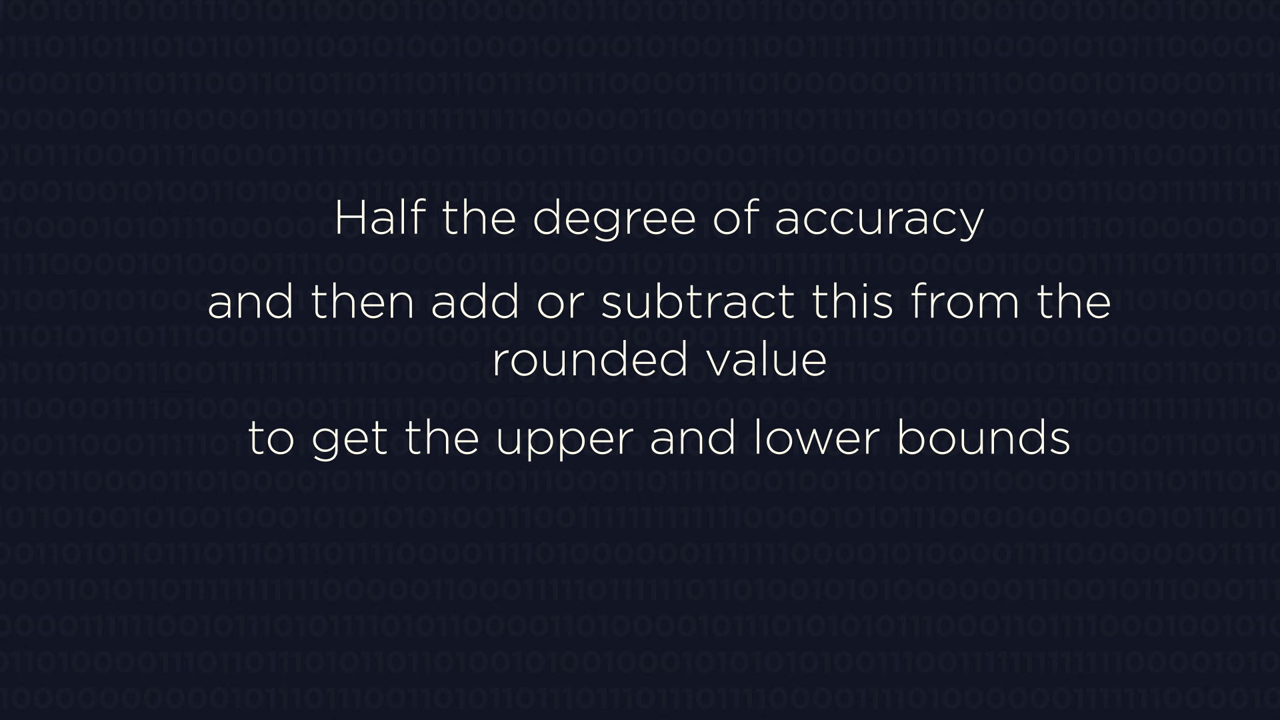 Half the degree of accuracy
and then add or subtract this from the
rounded value
to get the upper and lower bounds